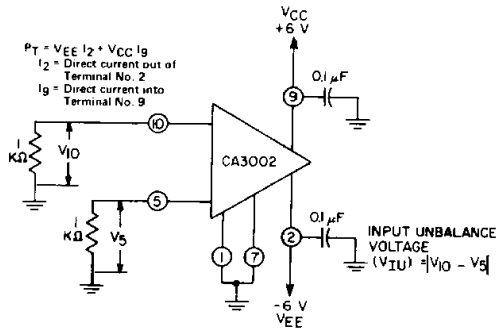 PT = VEE I2 + VCC I9
I2 = Direct current out of
Terminal No. 2
I9 = Direct current into
Terminal No. 9
VCC
+6 V
9
0.1 µF
10
1
KΩ
V10
CA3002
5
1
KΩ
V5
1
7
2
0.1 µF
INPUT UNBALANCE
VOLTAGE
(VIU) = |V10 – V5|
-6 V
VEE